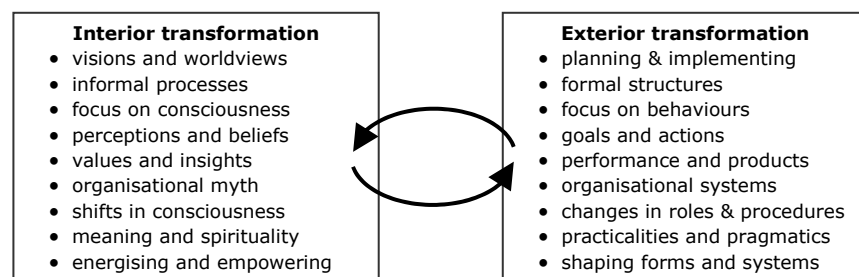 Interior transformation
• visions and worldviews
• informal processes
• focus on consciousness
• perceptions and beliefs
• values and insights
• organisational myth
• shifts in consciousness
• meaning and spirituality
• energising and empowering
Exterior transformation
• planning & implementing
• formal structures
• focus on behaviours
• goals and actions
• performance and products
• organisational systems
• changes in roles & procedures
• practicalities and pragmatics
• shaping forms and systems